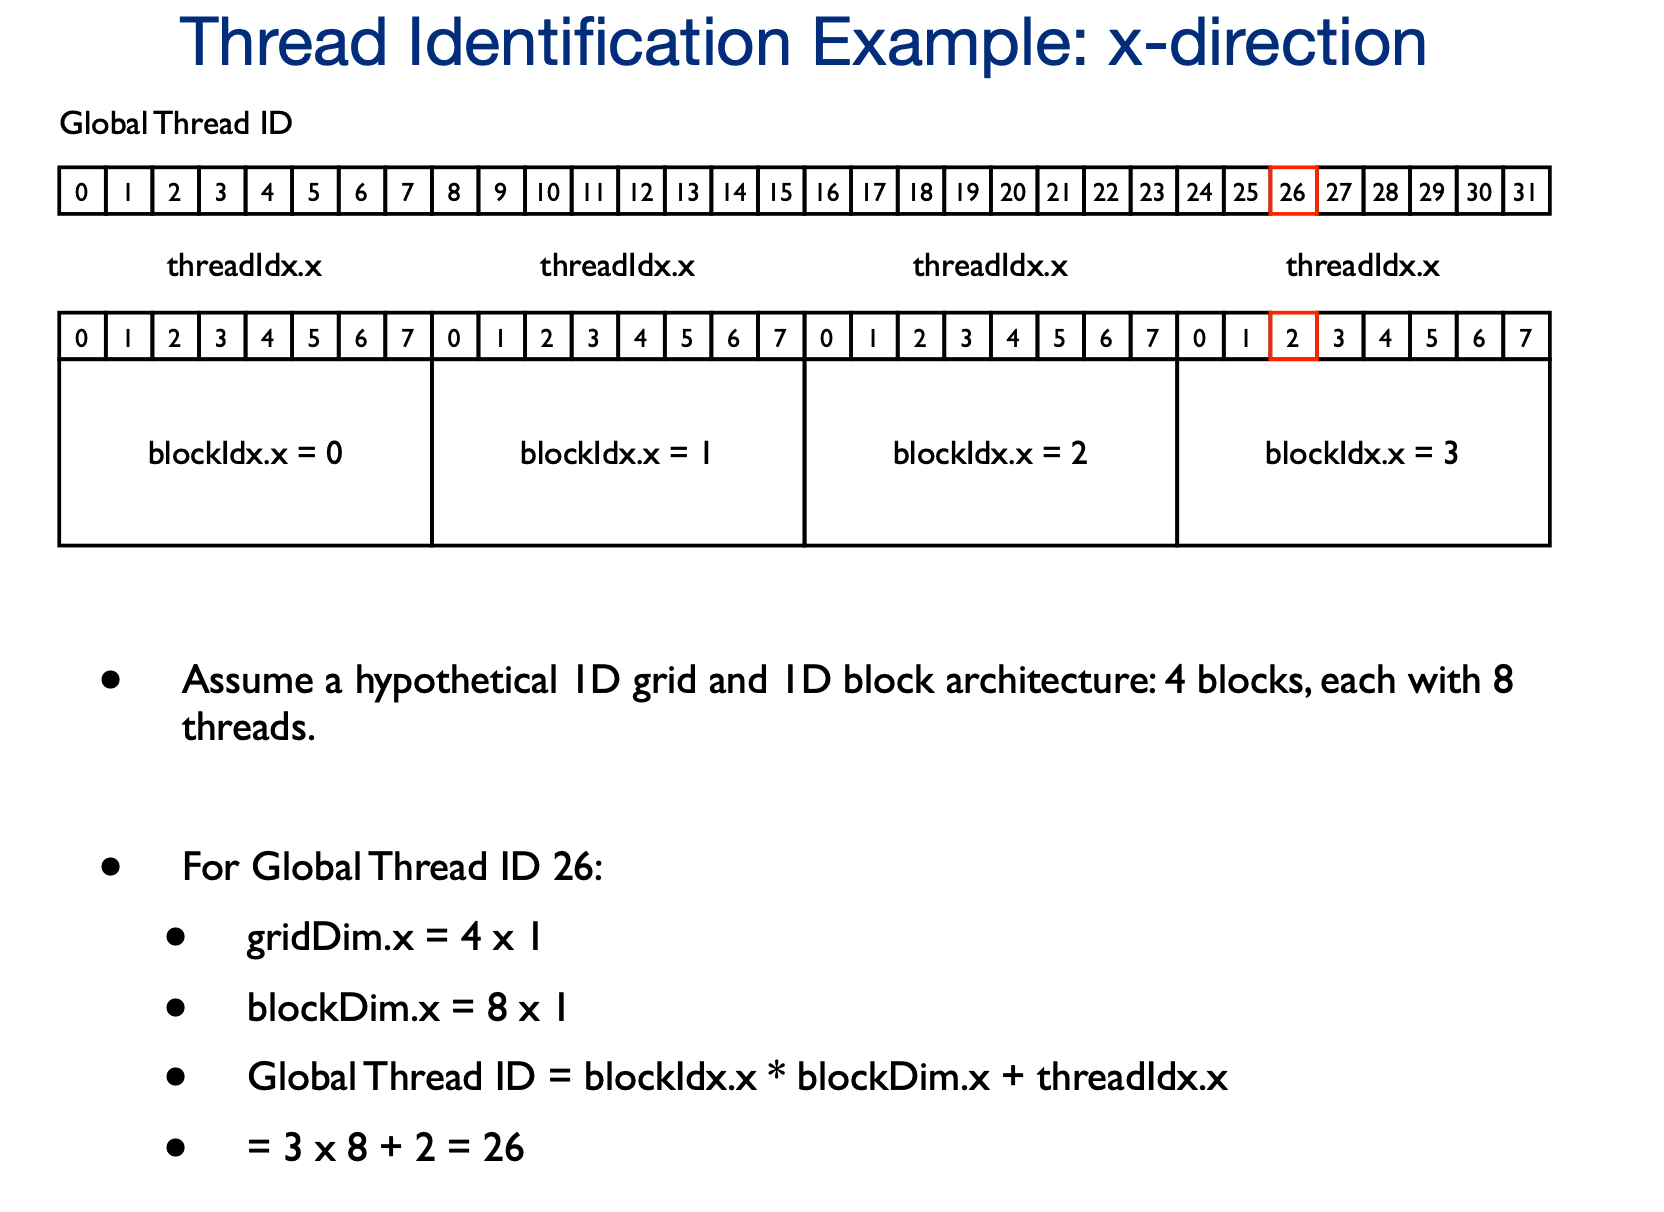 Thread Identification Example: x-direction
Global Thread ID
0 1 2 3 4 5 6 7 8 9 10 11 12 13 14 15 16 17 18 19 20 21 22 23 24 25 26 27 28 29 30 31
threadIdx.x threadIdx.x threadIdx.x threadIdx.x
0 1 2 3 4 5 6 7 0 1 2 3 4 5 6 7 0 1 2 3 4 5 6 7 0 1 2 3 4 5 6 7
blockIdx.x = 0 blockIdx.x = 1 blockIdx.x = 2 blockIdx.x = 3
• Assume a hypothetical 1D grid and 1D block architecture: 4 blocks, each with 8
threads.
• For Global Thread ID 26:
• gridDim.x = 4 x 1
• blockDim.x = 8 x 1
• Global Thread ID = blockIdx.x * blockDim.x + threadIdx.x
• = 3 x 8 + 2 = 26